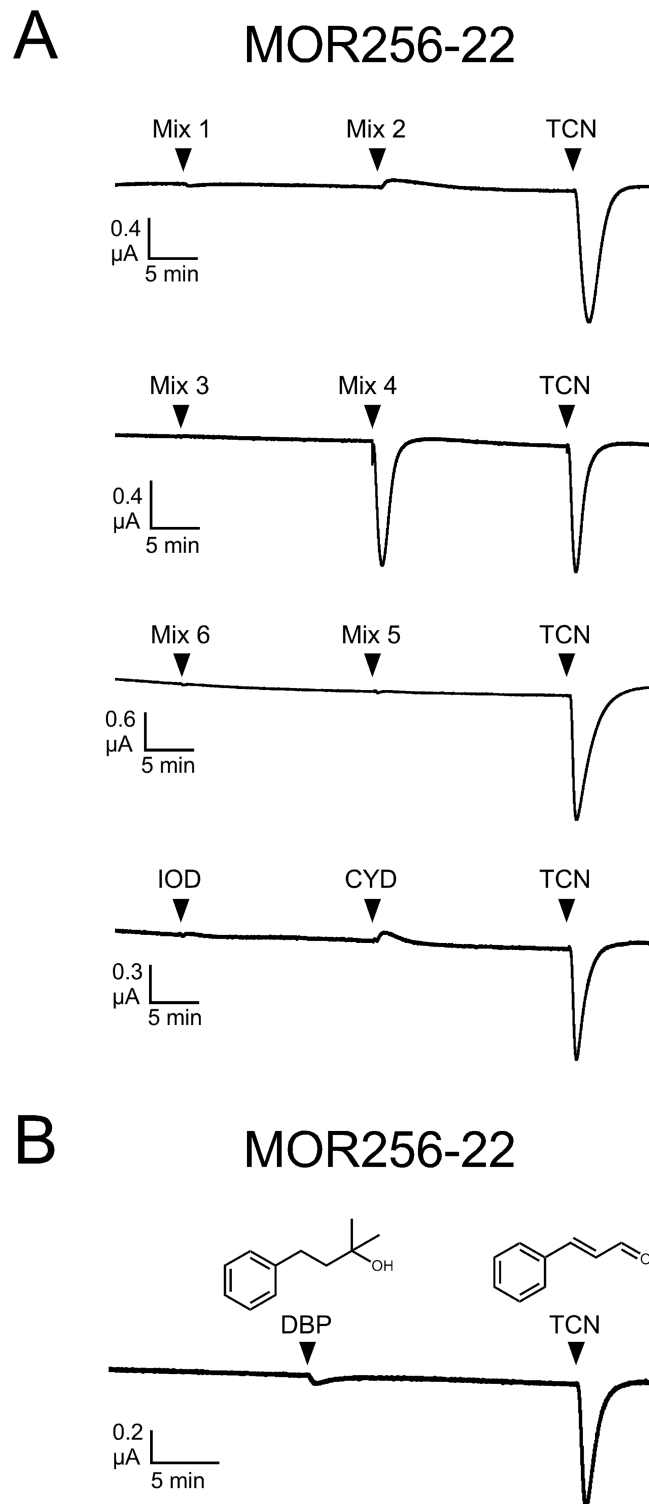 A
MOR256-22
Mix 1 Mix 2 TCN
0.4
µA
5 min
Mix 3 Mix 4 TCN
0.4
µA
5 min
Mix 6 Mix 5 TCN
0.6
µA
5 min
IOD CYD TCN
0.3
µA
5 min
B
MOR256-22
OH O
DBP TCN
0.2
µA
5 min